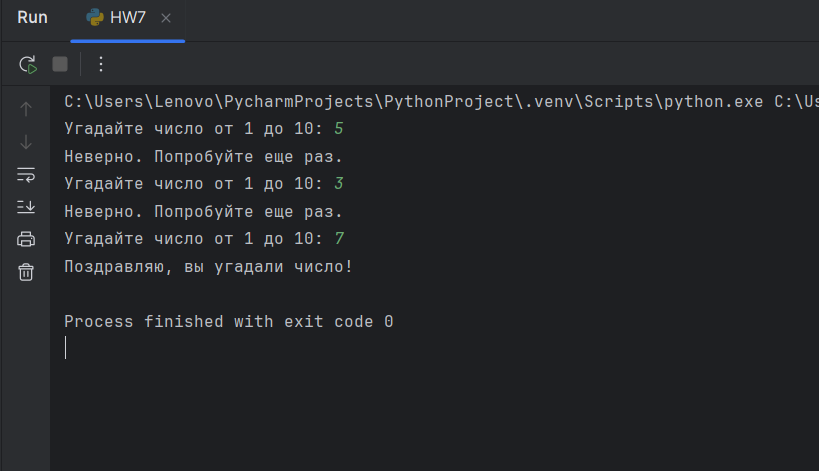 Run HW7
C:\Users\Lenovo\PycharmProjects\PythonProject\.venv\Scripts\python.exe C:\Us
Угадайте число от 1 до 10: 5
Неверно. Попробуйте еще раз.
Угадайте число от 1 до 10: 3
Неверно. Попробуйте еще раз.
Угадайте число от 1 до 10: 7
Поздравляю, вы угадали число!
Process finished with exit code 0